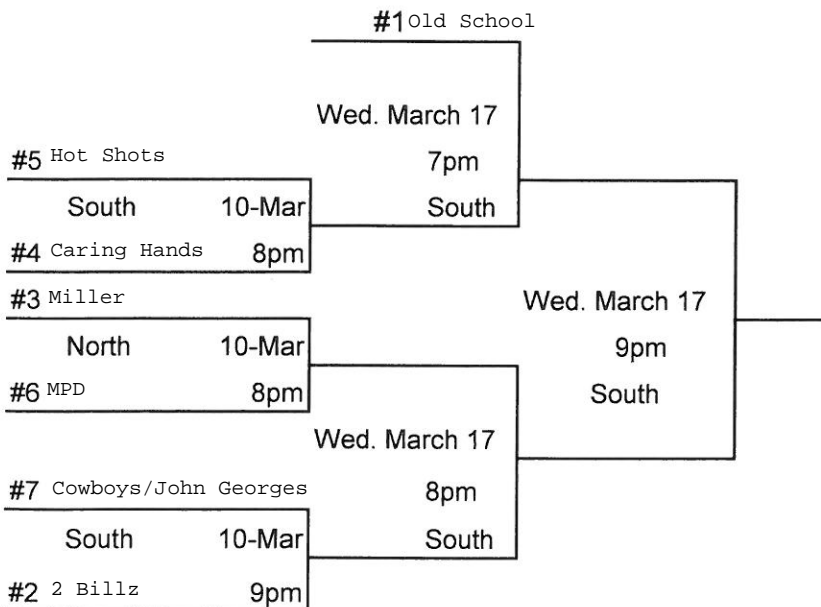 #1 Old School
Wed. March 17
7pm
South
#5 Hot Shots
South 10-Mar
#4 Caring Hands 8pm
#3 Miller
North 10-Mar
#6 MPD 8pm
Wed. March 17
9pm
South
Wed. March 17
8pm
South
#7 Cowboys/John Georges
South 10-Mar
#2 2 Billz 9pm